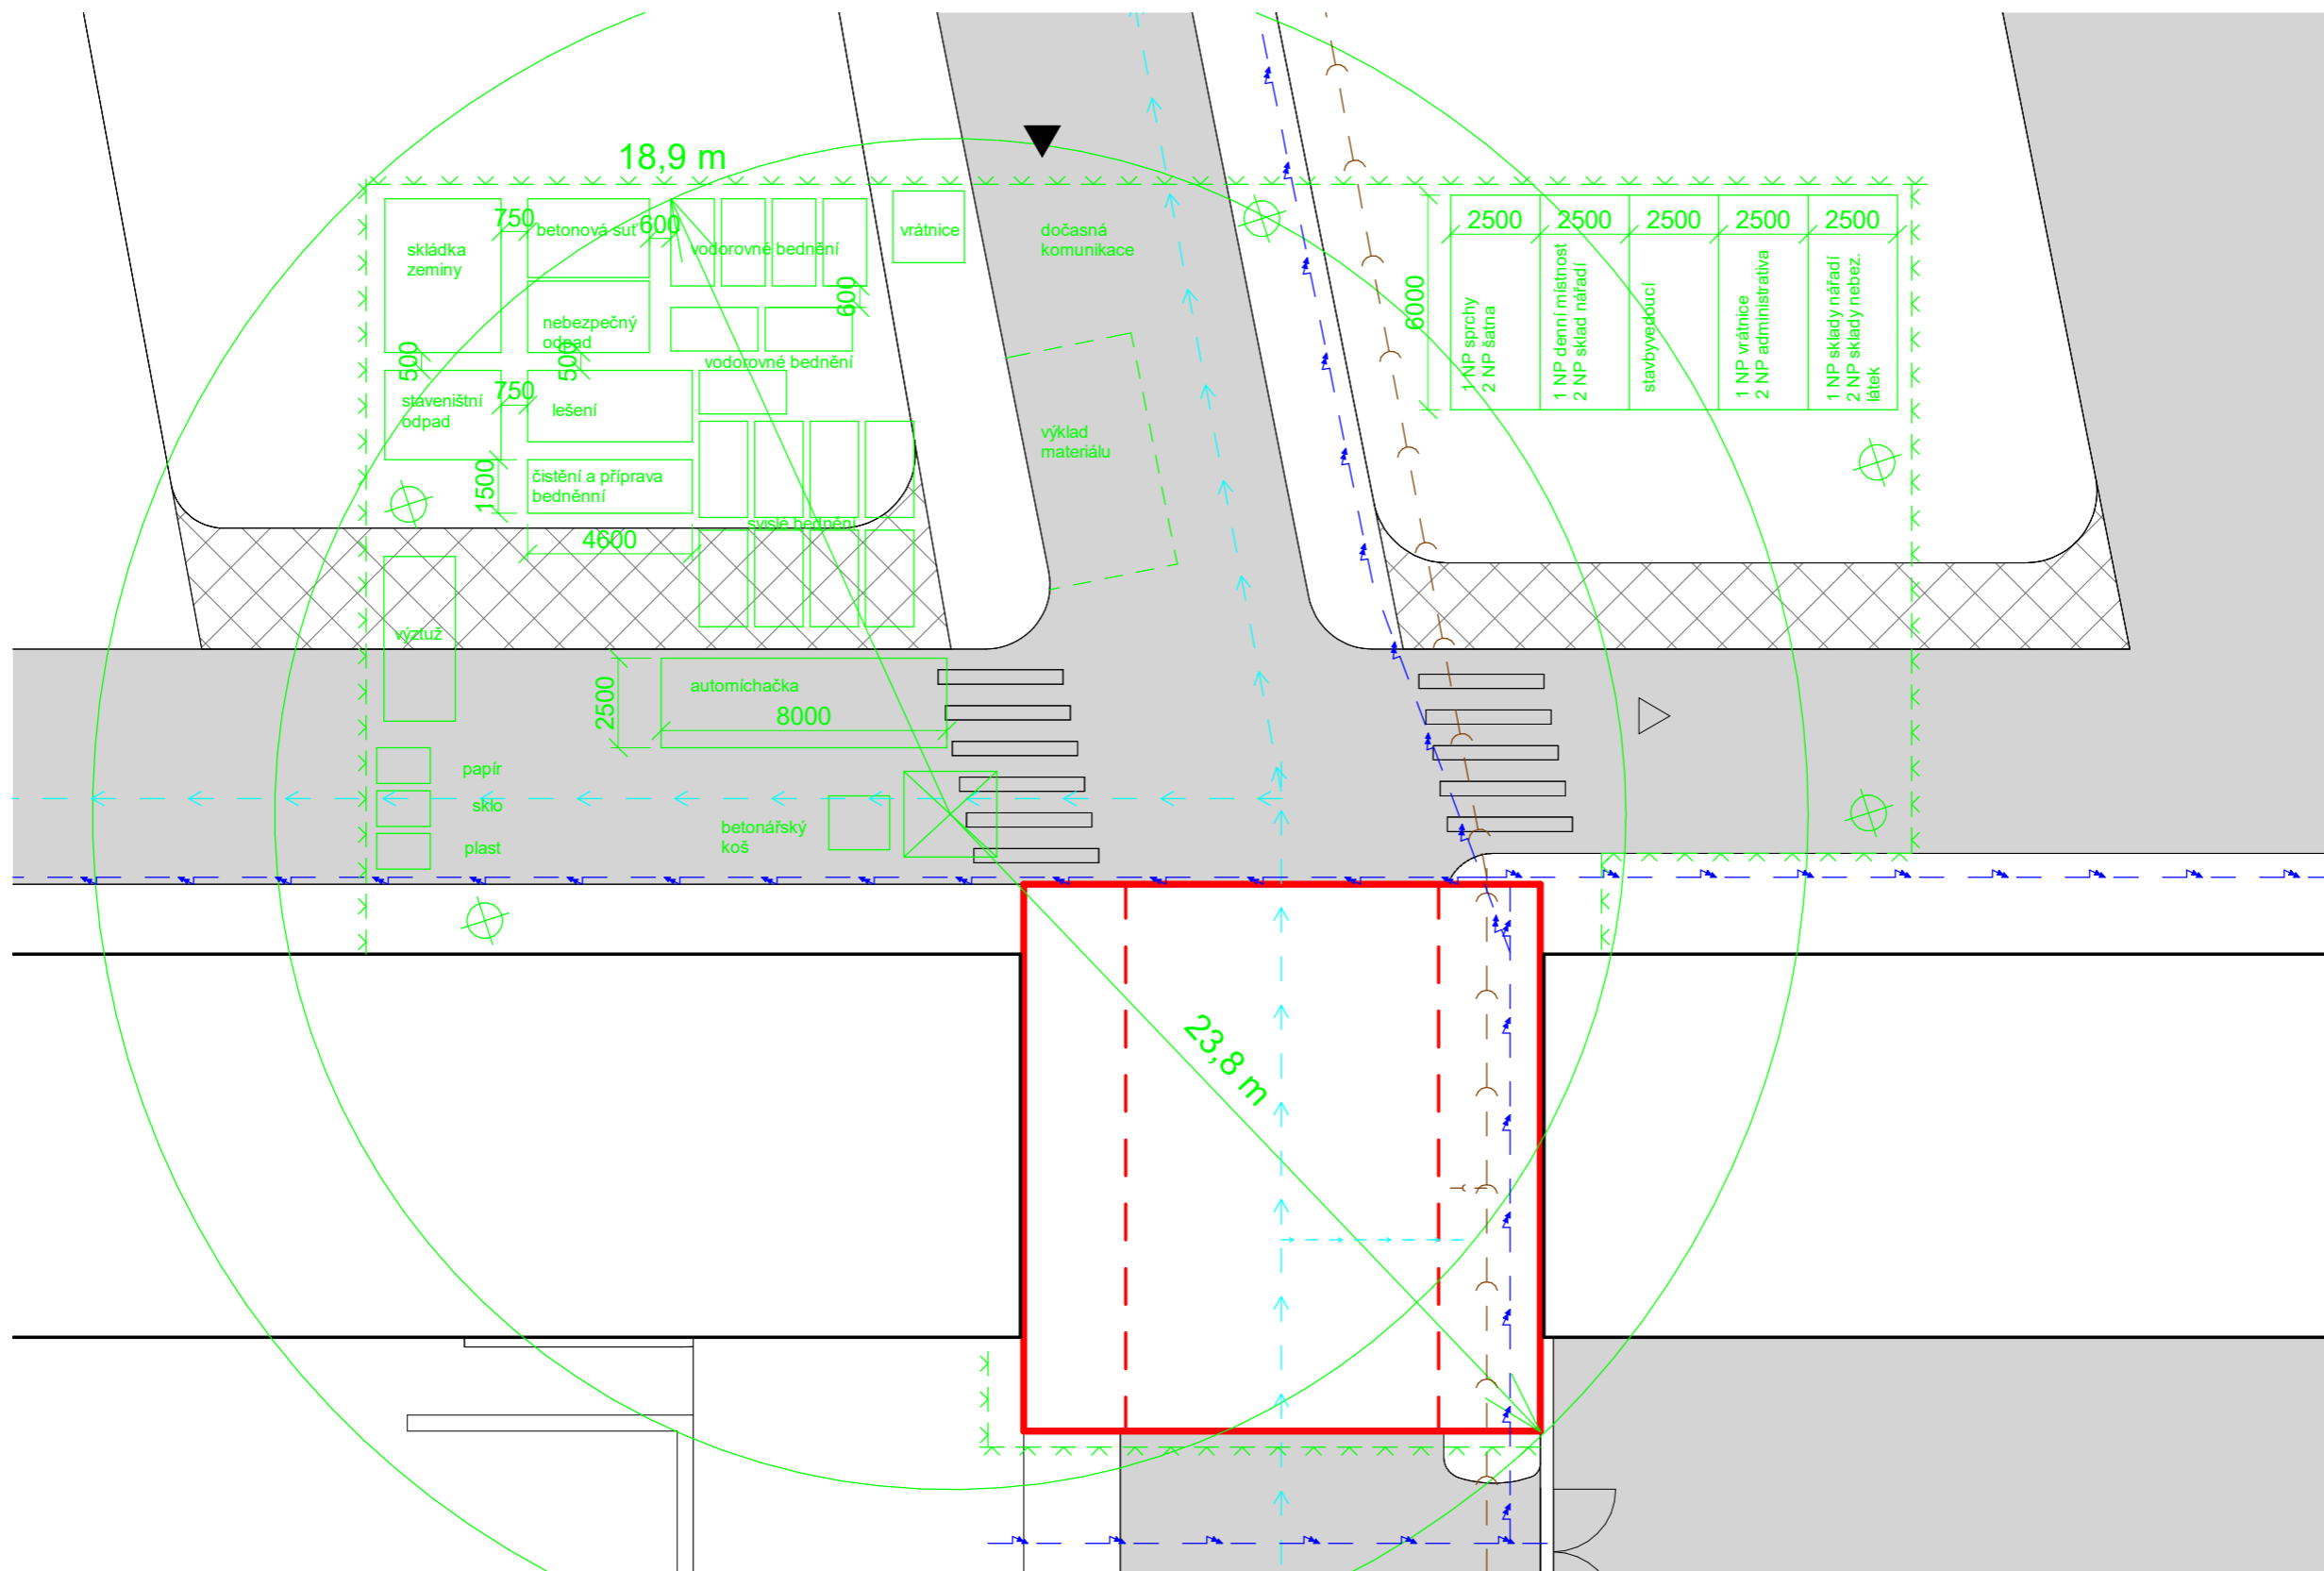 18,9 m
750
betonová suť
600
vodorovné bednění
vrátnice
skládka
zeminy
dočasná
komunikace
2500
2500
2500
2500
2500
nebezpečný
odpad
600
6000
1 NP sprchy
2 NP šatna
1 NP denní místnost
2 NP sklad nářadí
stavbyvedoucí
1 NP vrátnice
2 NP administrativa
1 NP sklady nářadí
2 NP sklady nebez.
látek
500
500
vodorovné bednění
750
staveništní
odpad
lešení
výklad
materiálu
1500
čistění a příprava
bedněnní
svislé bednění
4600
výztuž
2500
automíchačka
8000
papír
sklo
plast
betonářský
koš
23,8 m